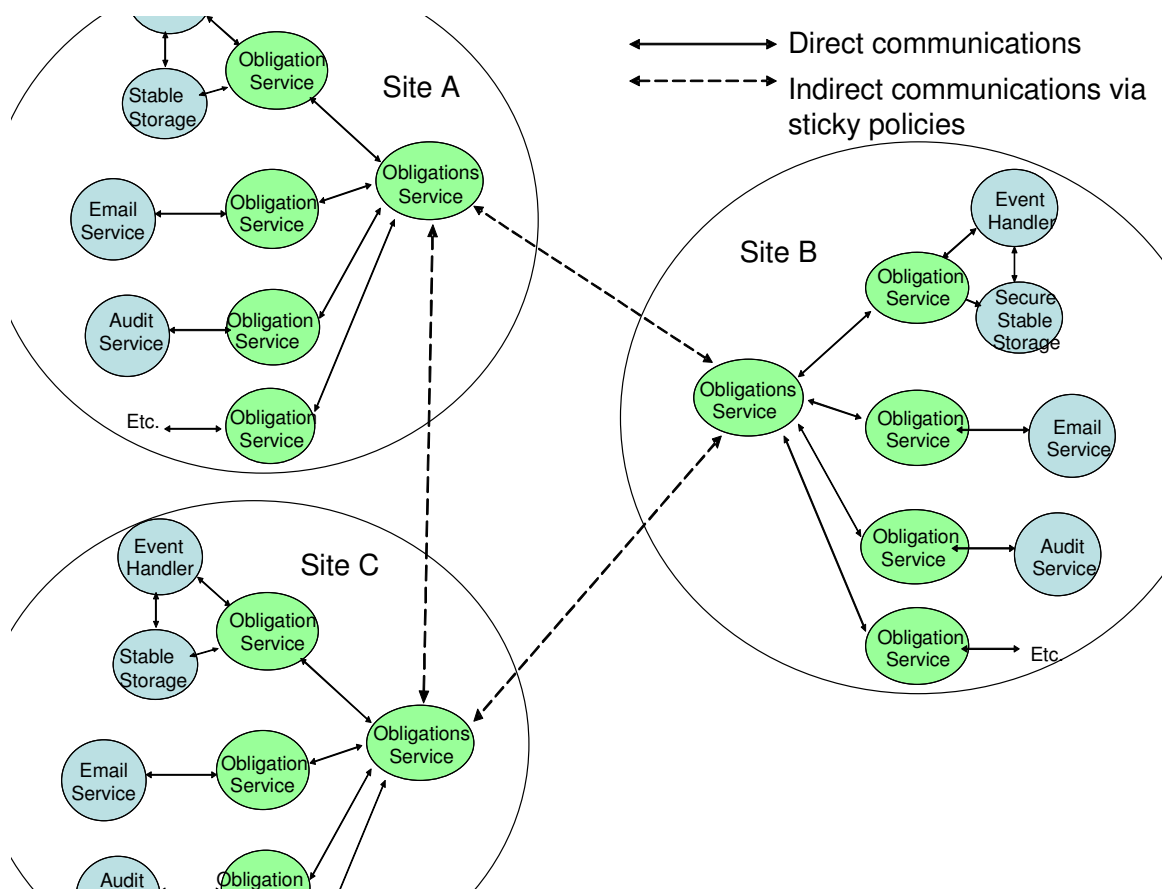 Direct communications
Indirect communications via
sticky policies
Site A
Obligation
Service
Stable
Storage
Obligations
Service
Email
Service
Obligation
Service
Audit
Service
Obligation
Service
Etc.
Obligation
Service
Site B
Event
Handler
Obligation
Service
Secure
Stable
Storage
Obligations
Service
Obligation
Service
Email
Service
Obligation
Service
Audit
Service
Obligation
Service
Etc.
Site C
Event
Handler
Obligation
Service
Stable
Storage
Obligations
Service
Email
Service
Obligation
Service
Audit
Obligation